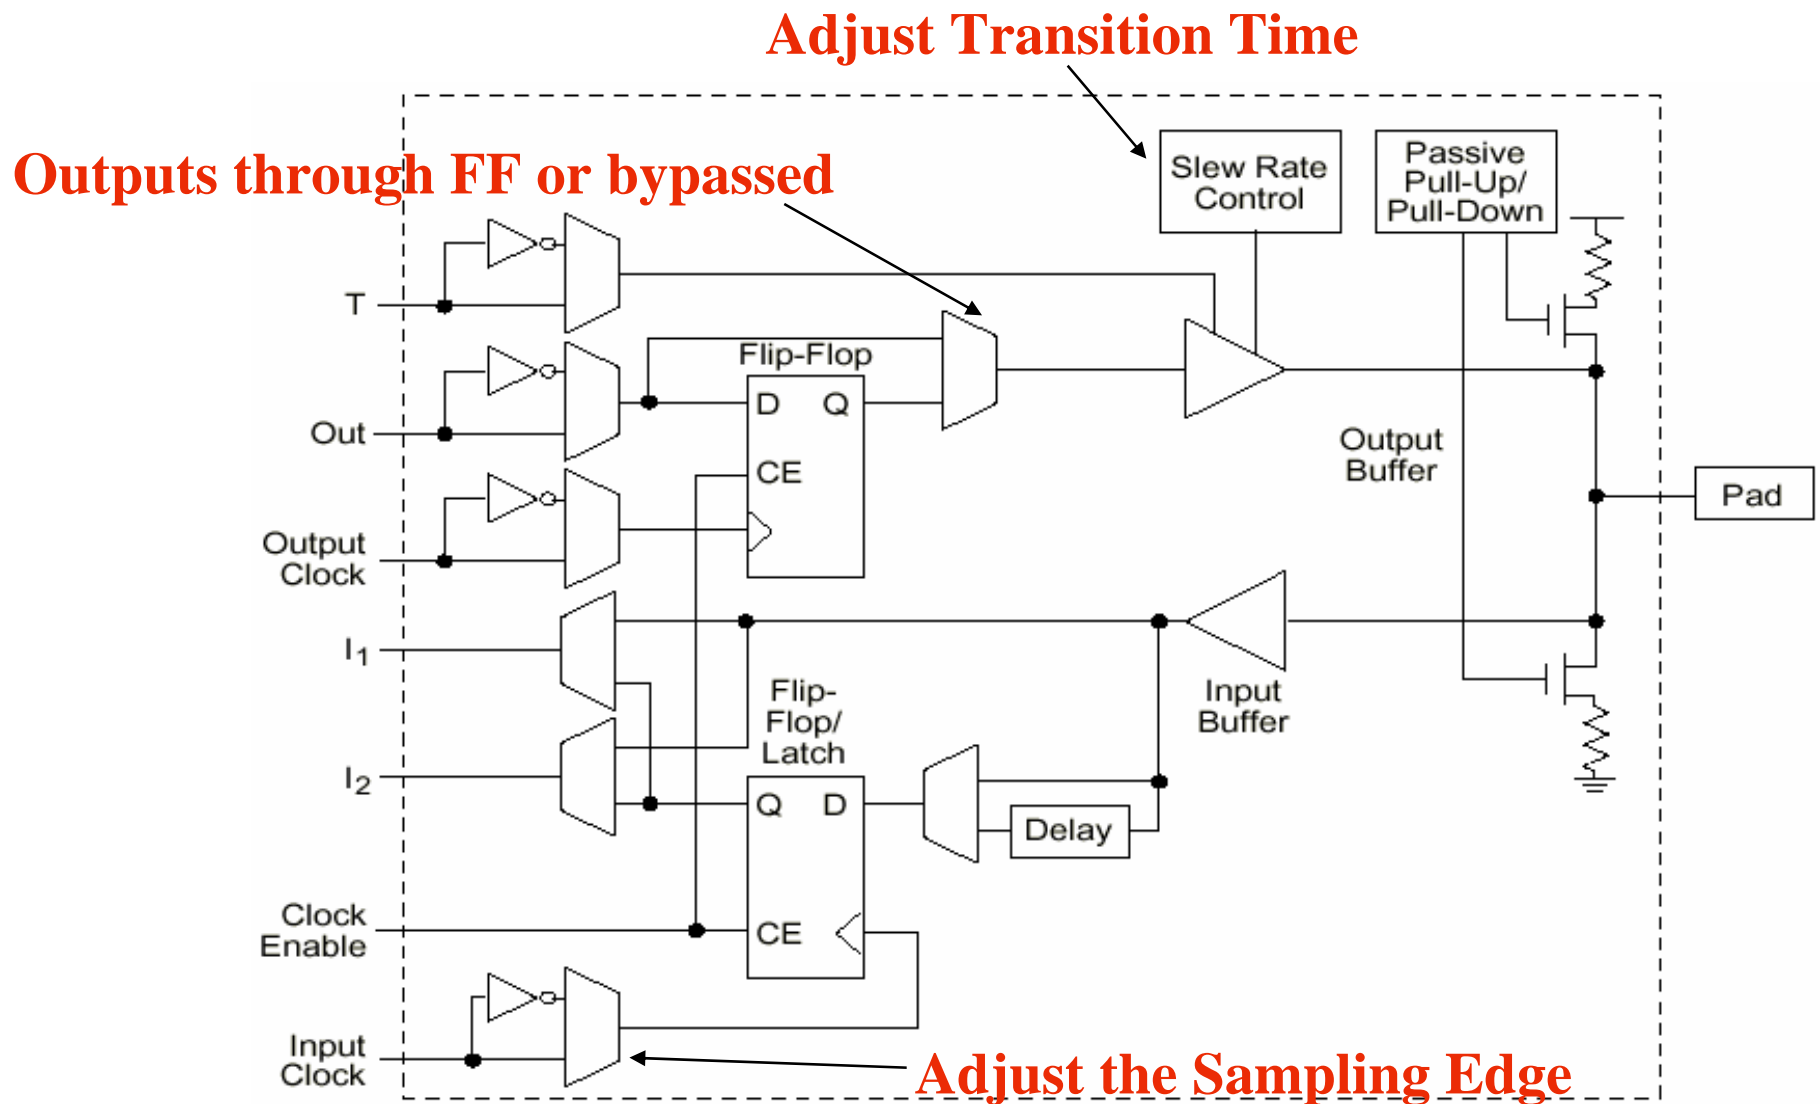 Adjust Transition Time
Outputs through FF or bypassed
Slew Rate
Control
Passive
Pull-Up/
Pull-Down
T
Flip-Flop
D
Q
Out
CE
Output
Buffer
Pad
Output
Clock
I1
Flip-
Flop/
Latch
Input
Buffer
I2
Q
D
Delay
Clock
Enable
CE
Input
Clock
Adjust the Sampling Edge